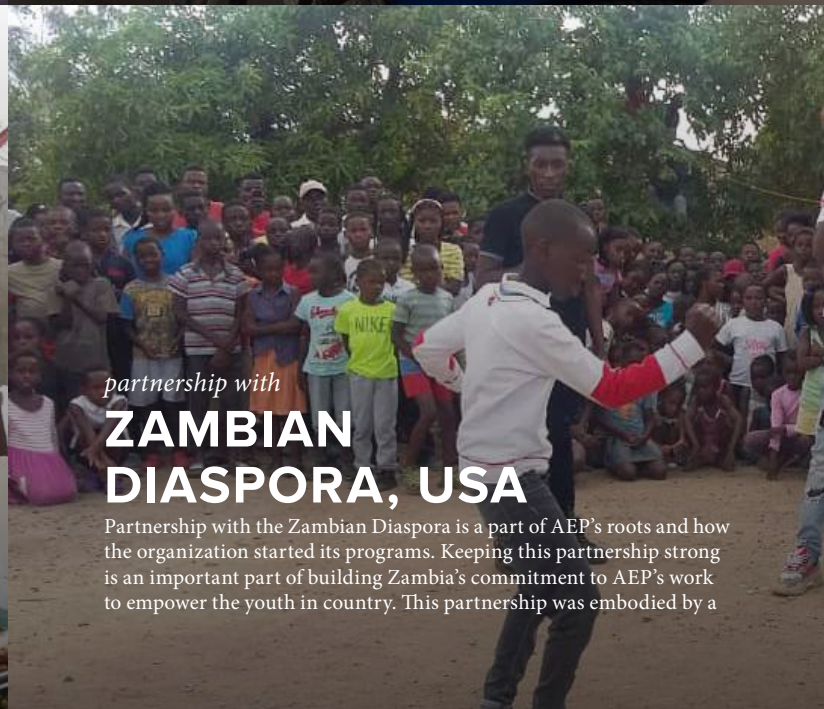 partnership with
ZAMBIAN
DIASPORA, USA
Partnership with the Zambian Diaspora is a part of AEP’s roots and how
the organization started its programs. Keeping this partnership strong
is an important part of building Zambia’s commitment to AEP’s work
to empower the youth in country. This partnership was embodied by a
NIKE